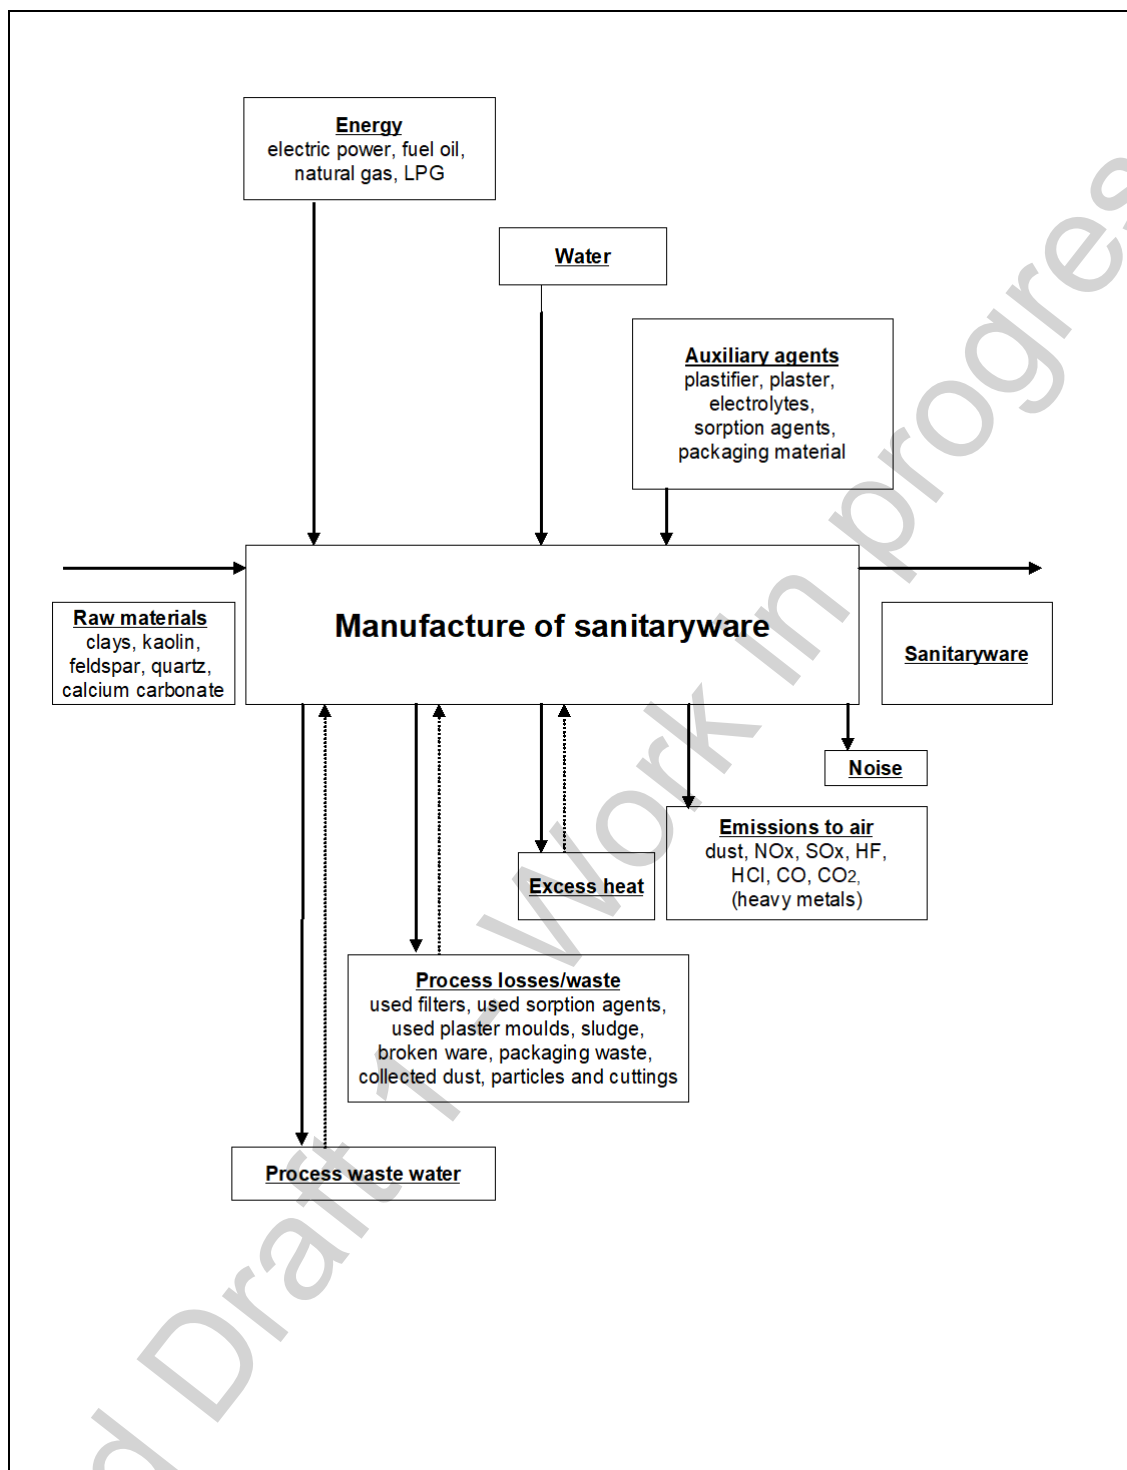 Energy
electric power, fuel oil,
natural gas, LPG
Water
Auxiliary agents
plastifier, plaster,
electrolytes,
sorption agents,
packaging material
Manufacture of sanitaryware
Raw materials
clays, kaolin,
feldspar, quartz,
calcium carbonate
Sanitaryware
Noise
Emissions to air
dust, NOx, SOx, HF,
HCl, CO, CO2,
(heavy metals)
Excess heat
Process losses/waste
used filters, used sorption agents,
used plaster moulds, sludge,
broken ware, packaging waste,
collected dust, particles and cuttings
Process waste water
d Draft 1 - Work in progres